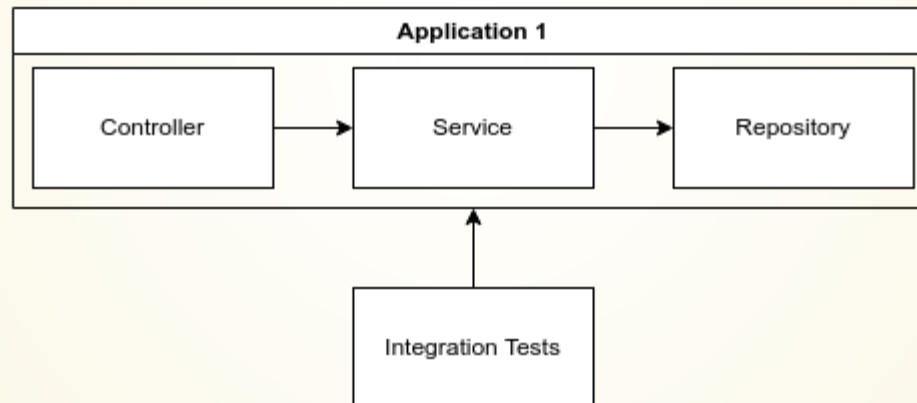 Application 1
Controller
Service
Repository
Integration Tests